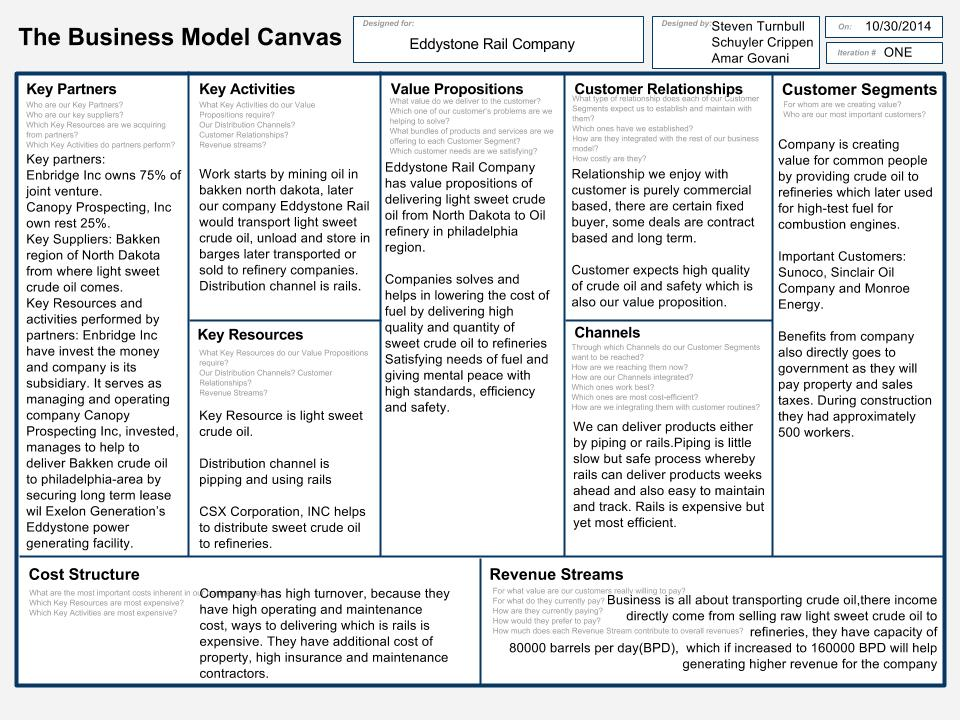 The Business Model Canvas
Designed for:
Eddystone Rail Company
Designed by:
Steven Turnbull
Schuyler Crippen
Amar Govani
On: 10/30/2014
Iteration # ONE
Key Partners
Who are our Key Partners?
Who are our key suppliers?
Which Key Resources are we acquiring
from partners?
Which Key Activities do partners perform?
Key partners:
Enbridge Inc owns 75% of
joint venture.
Canopy Prospecting, Inc
own rest 25%.
Key Suppliers: Bakken
region of North Dakota
from where light sweet
crude oil comes.
Key Resources and
activities performed by
partners: Enbridge Inc
have invest the money
and company is its
subsidiary. It serves as
managing and operating
company Canopy
Prospecting Inc, invested,
manages to help to
deliver Bakken crude oil
to philadelphia-area by
securing long term lease
wil Exelon Generation's
Eddystone power
generating facility.
Key Activities
What Key Activities do our Value
Propositions require?
Our Distribution Channels?
Customer Relationships?
Revenue streams?
Work starts by mining oil in
bakken north dakota, later
our company Eddystone Rail
would transport light sweet
crude oil, unload and store in
barges later transported or
sold to refinery companies.
Distribution channel is rails.
Key Resources
What Key Resources do our Value Propositions
require?
Our Distribution Channels? Customer
Relationships?
Revenue Streams?
Key Resource is light sweet
crude oil.
Distribution channel is
pipping and using rails
CSX Corporation, INC helps
to distribute sweet crude oil
to refineries.
Value Propositions
What value do we deliver to the customer?
Which one of our customer's problems are we
helping to solve?
What bundles of products and services are we
offering to each Customer Segment?
Which customer needs are we satisfying?
Eddystone Rail Company
has value propositions of
delivering light sweet crude
oil from North Dakota to Oil
refinery in philadelphia
region.
Companies solves and
helps in lowering the cost of
fuel by delivering high
quality and quantity of
sweet crude oil to refineries
Satisfying needs of fuel and
giving mental peace with
high standards, efficiency
and safety.
Customer Relationships
What type of relationship does each of our Customer
Segments expect us to establish and maintain with
them?
Which ones have we established?
How are they integrated with the rest of our business
model?
How costly are they?
Relationship we enjoy with
customer is purely commercial
based, there are certain fixed
buyer, some deals are contract
based and long term.
Customer expects high quality
of crude oil and safety which is
also our value proposition.
Channels
Through which Channels do our Customer Segments
want to be reached?
How are we reaching them now?
How are our Channels integrated?
Which ones work best?
Which ones are most cost-efficient?
How are we integrating them with customer routines?
We can deliver products either
by piping or rails.Piping is little
slow but safe process whereby
rails can deliver products weeks
ahead and also easy to maintain
and track. Rails is expensive but
yet most efficient.
Customer Segments
For whom are we creating value?
Who are our most important customers?
Company is creating
value for common people
by providing crude oil to
refineries which later used
for high-test fuel for
combustion engines.
Important Customers:
Sunoco, Sinclair Oil
Company and Monroe
Energy.
Benefits from company
also directly goes to
government as they will
pay property and sales
taxes. During construction
they had approximately
500 workers.
Cost Structure
What are the most important costs inherent in
Which Key Resources are most expensive?
Which Key Activities are most expensive?
Company has high turnover, because they
have high operating and maintenance
cost, ways to delivering which is rails is
expensive. They have additional cost of
property, high insurance and maintenance
contractors.
Revenue Streams
For what value are our customers really willing to pay?
For what do they currently pay?
How are they currently paying?
How would they prefer to pay?
How much does each Revenue Stream contribute to overall revenues?
Business is all about transporting crude oil,there income
directly come from selling raw light sweet crude oil to
refineries, they have capacity of
80000 barrels per day(BPD), which if increased to 160000 BPD will help
generating higher revenue for the company